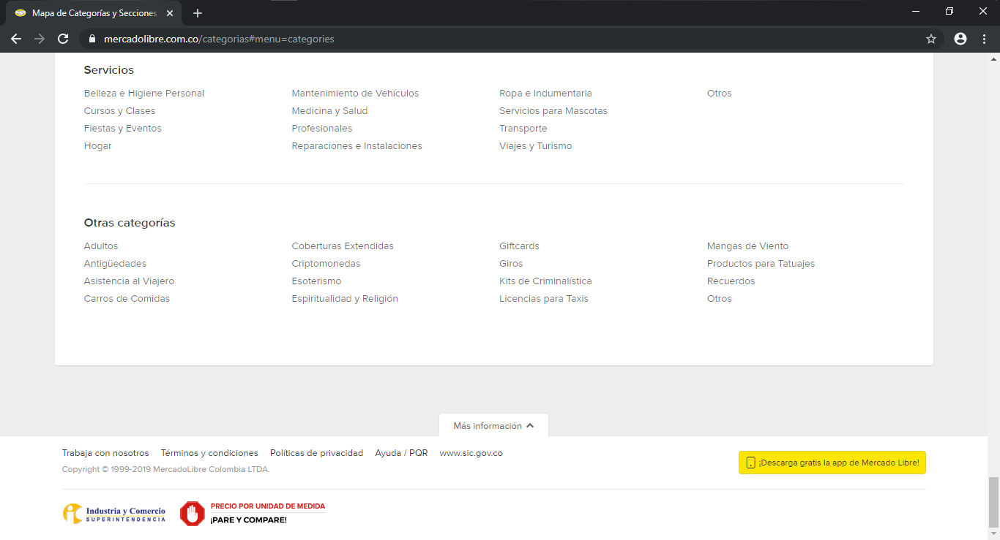 Mapa de Categorías y Secciones
mercadolibre.com.co/categorias#menu=categories
Servicios
Belleza e Higiene Personal
Cursos y Clases
Fiestas y Eventos
Hogar
Mantenimiento de Vehículos
Medicina y Salud
Profesionales
Reparaciones e Instalaciones
Ropa e Indumentaria
Servicios para Mascotas
Transporte
Viajes y Turismo
Otros
Otras categorías
Adultos
Antigüedades
Asistencia al Viajero
Carros de Comidas
Coberturas Extendidas
Criptomonedas
Esoterismo
Espiritualidad y Religión
Giftcards
Giros
Kits de Criminalística
Licencias para Taxis
Mangas de Viento
Productos para Tatuajes
Recuerdos
Otros
Más información
Trabaja con nosotros Términos y condiciones Políticas de privacidad Ayuda / PQR www.sic.gov.co
Copyright © 1999-2019 MercadoLibre Colombia LTDA.
¡Descarga gratis la app de Mercado Libre!
Industria y Comercio
SUPERINTENDENCIA
PRECIO POR UNIDAD DE MEDIDA
¡PARE Y COMPARE!